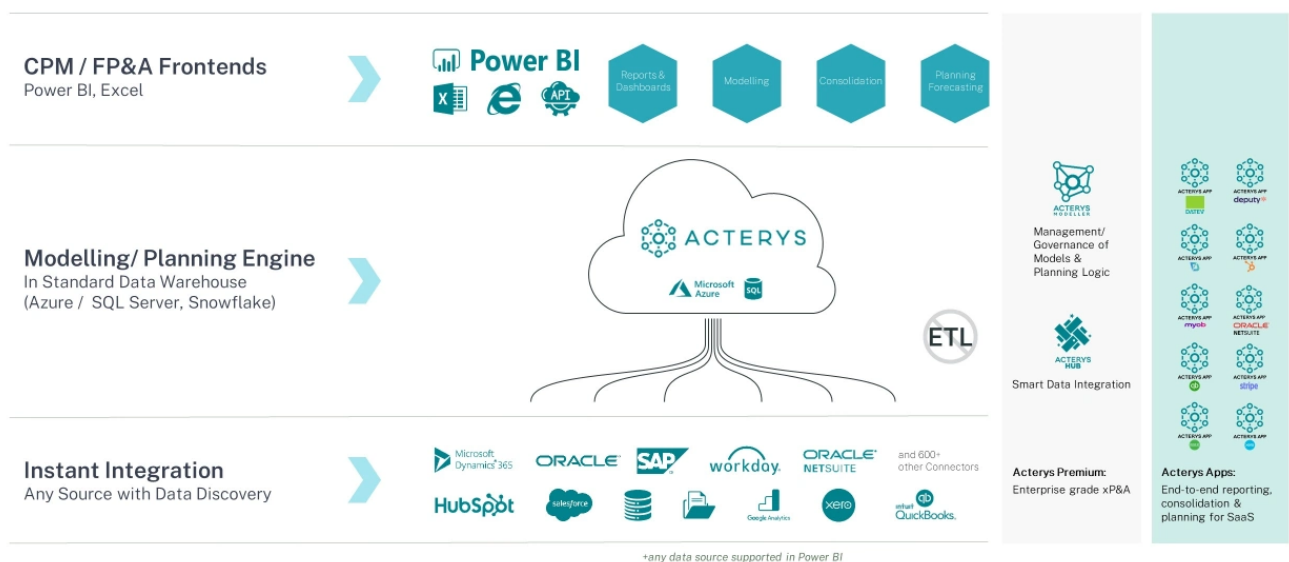 CPM / FP&A Frontends
Power BI, Excel
Power BI
X
API
Reports &
Dashboards
Modelling
Consolidation
Planning
Forecasting
Modelling/ Planning Engine
In Standard Data Warehouse
(Azure / SQL Server, Snowflake)
ACTERYS
Microsoft
Azure
SQL
ETL
Instant Integration
Any Source with Data Discovery
Microsoft
Dynamics 365
ORACLE
SAP
workday.
ORACLE
NETSUITE
and 600+
other Connectors
HubSpot
salesforce
Google Analytics
xero
intuit
QuickBooks.
+any data source supported in Power BI
ACTERYS
MODELLER
Management/
Governance of
Models &
Planning Logic
ACTERYS
HUB
Smart Data Integration
Acterys Premium:
Enterprise grade xP&A
ACTERYS APP
DATEV
ACTERYS APP
deputy
ACTERYS APP
ACTERYS APP
ACTERYS APP
myob
ACTERYS APP
ORACLE
NETSUITE
ACTERYS APP
qb
ACTERYS APP
stripe
ACTERYS APP
ACTERYS APP
Acterys Apps:
End-to-end reporting,
consolidation &
planning for SaaS